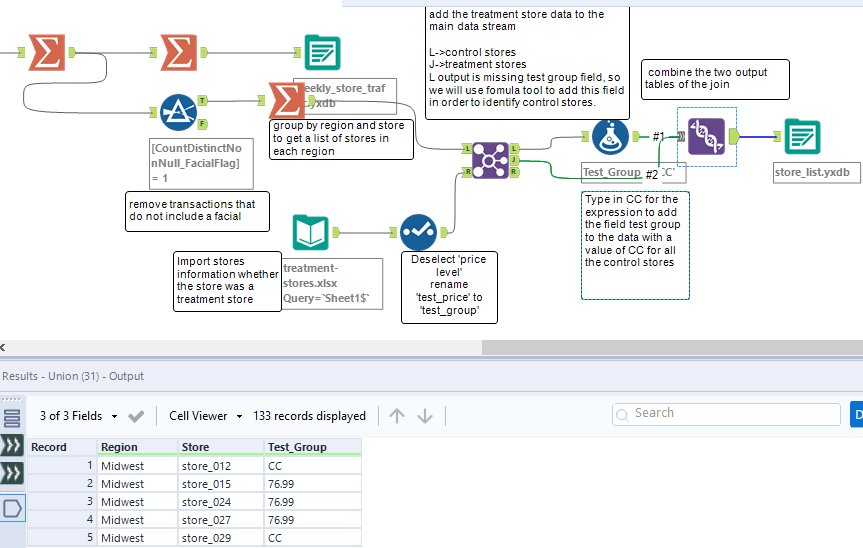 add the treatment store data to the
main data stream
L->control stores
J->treatment stores
L output is missing test group field, so
we will use fomula tool to add this field
in order to identify control stores.
combine the two output
tables of the join
eekly_store_traf
.yxdb
T
F
group by region and store
to get a list of stores in
each region
L
R
L
J
R
#1
#2
Test_Group
CC'
store_list.yxdb
[CountDistinctNo
nNull_FacialFlag]
= 1
remove transactions that
do not include a facial
Type in CC for the
expression to add
the field test group
to the data with a
value of CC for all
the control stores
Import stores
information whether
the store was a
treatment store
treatment-
stores.xlsx
Query=`Sheet1$`
Deselect 'price
level'
rename
'test_price' to
'test_group'
Results - Union (31) - Output
3 of 3 Fields
Cell Viewer
133 records displayed
Search
D
Record Region Store Test_Group
1 Midwest store_012 CC
2 Midwest store_015 76.99
3 Midwest store_024 76.99
4 Midwest store_027 76.99
5 Midwest store_029 CC